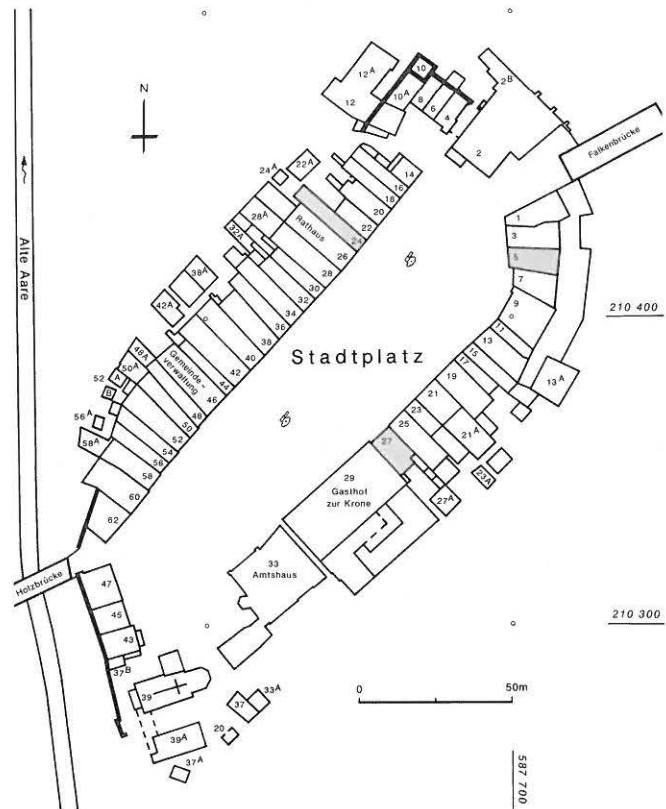 N
Alte Aare
Stadtplatz
Falkenbrücke
Holzbrücke
Rathaus
Gemeinde-
verwaltung
29
Gasthof
zur Krone
33
Amtshaus
12A
12
10
10A
8
6
4
2B
2
14
16
18
20
22
24
26
28
30
32
34
36
38
40
42
44
46
48
50
52
54
56
58
60
62
22A
24A
28A
32A
38A
42A
48A
50A
52
A
B
56A
58A
1
3
5
7
9
11
13
15
17
19
21
23
25
27
13A
21A
23A
27A
47
45
43
37B
39
39A
37A
37
33A
20
210 400
210 300
0
50m
587 700